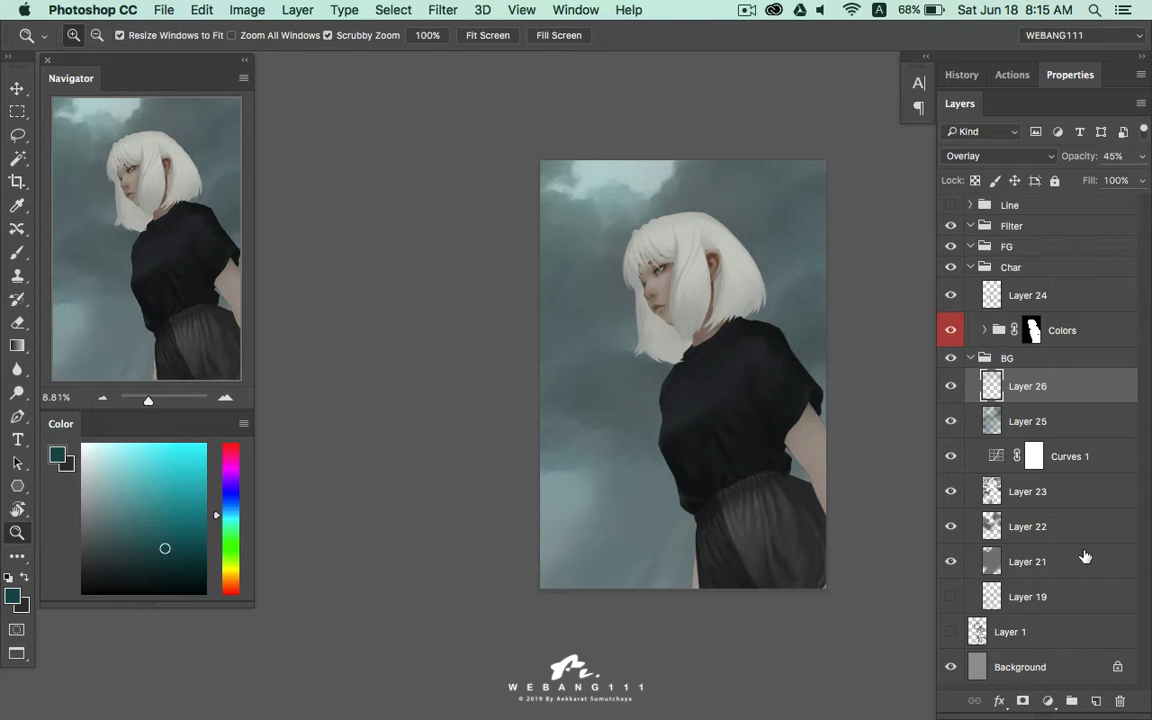 Photoshop CC File Edit Image Layer Type Select Filter 3D View Window Help A 68% Sat Jun 18 8:15 AM
Resize Windows to Fit Zoom All Windows Scrubby Zoom 100% Fit Screen Fill Screen WEBANG111
Navigator
8.81%
Color
History Actions Properties
Layers
Kind
Overlay Opacity: 45%
Lock: Fill: 100%
Line
Filter
FG
Char
Layer 24
Colors
BG
Layer 26
Layer 25
Curves 1
Layer 23
Layer 22
Layer 21
Layer 19
Layer 1
Background
WEBANG111
© 2019 By Aekkarat Sumutchaya